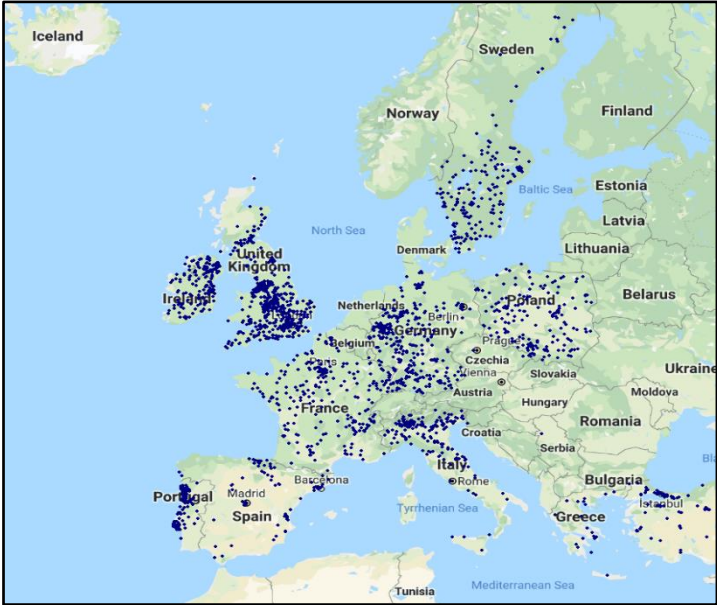 Iceland
Sweden
Norway
Finland
Baltic Sea
Estonia
Latvia
North Sea
Denmark
Lithuania
United
Kingdom
Ireland
Belarus
Netherlands
Berlin
Poland
Germany
Belgium
Prague
Paris
Czechia
Ukraine
Vienna
Slovakia
Moldova
Austria
Hungary
France
Romania
Croatia
Serbia
Italy
Bulgaria
Barcelona
Rome
Portugal
Madrid
Istanbul
Spain
Tyrrhenian Sea
Greece
Mediterranean Sea
Tunisia